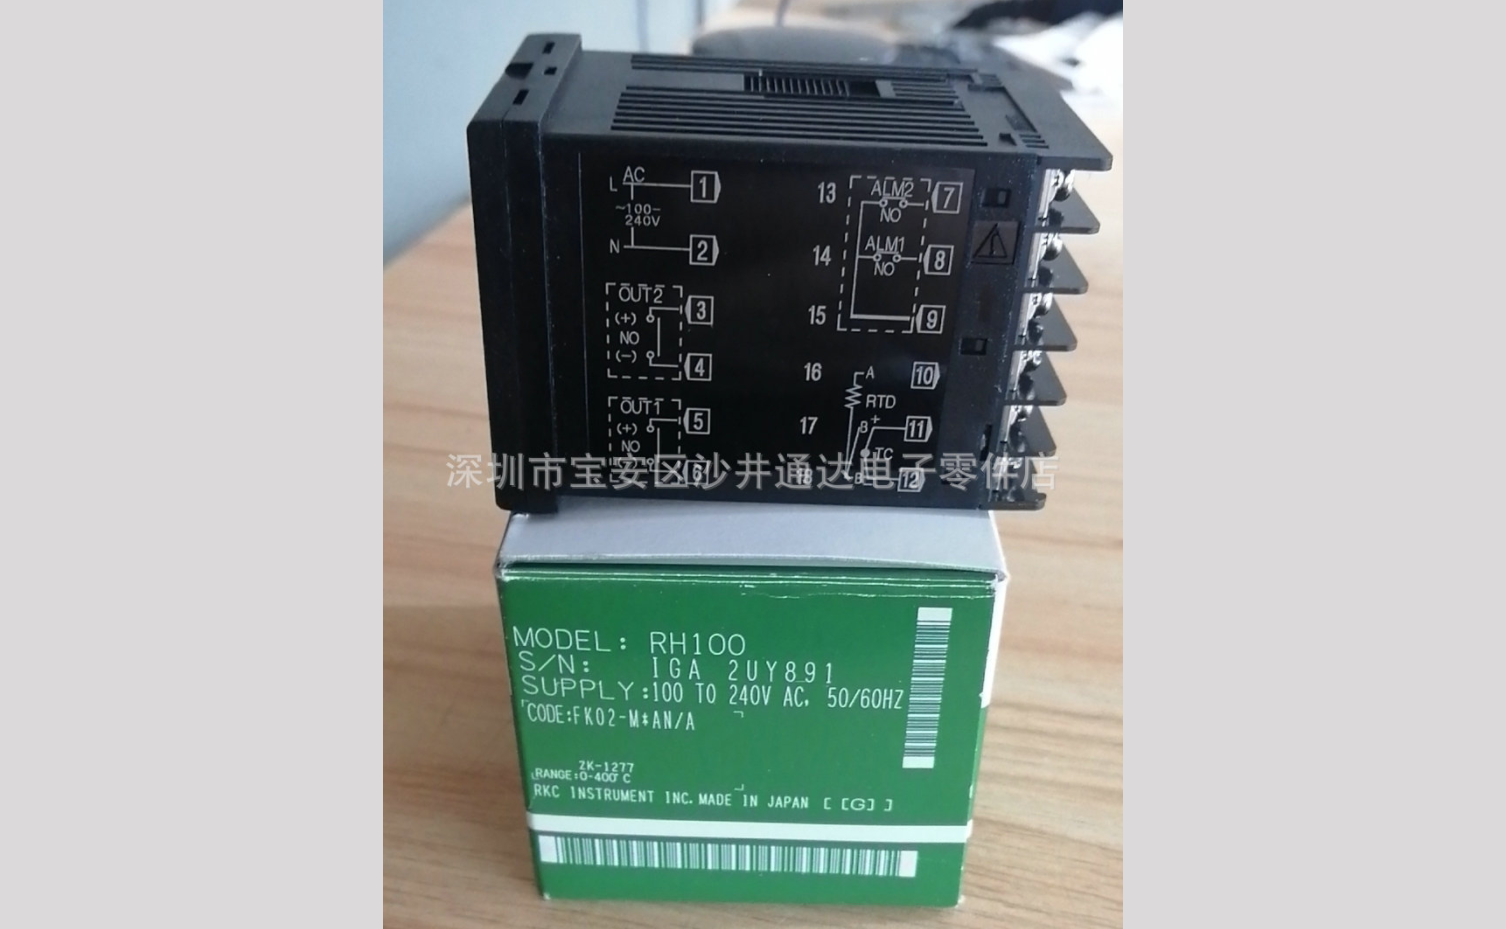 L AC 1
~100-
240V
N 2
OUT2 3
(+)
NO
(-) 4
OUT1 5
(+)
NO
6
13 ALM2 7
NO
14 ALM1 8
NO
15 9
16 A 10
RTD
17 B + 11
TC
18 B 12
深圳市宝安区沙井通达电子零件店
MODEL: RH100
S/N: IGA 2UY891
SUPPLY:100 TO 240V AC, 50/60HZ
CODE:FK02-M*AN/A
2K-1277
RANGE:0-400°C
RKC INSTRUMENT INC. MADE IN JAPAN [ [G] ]